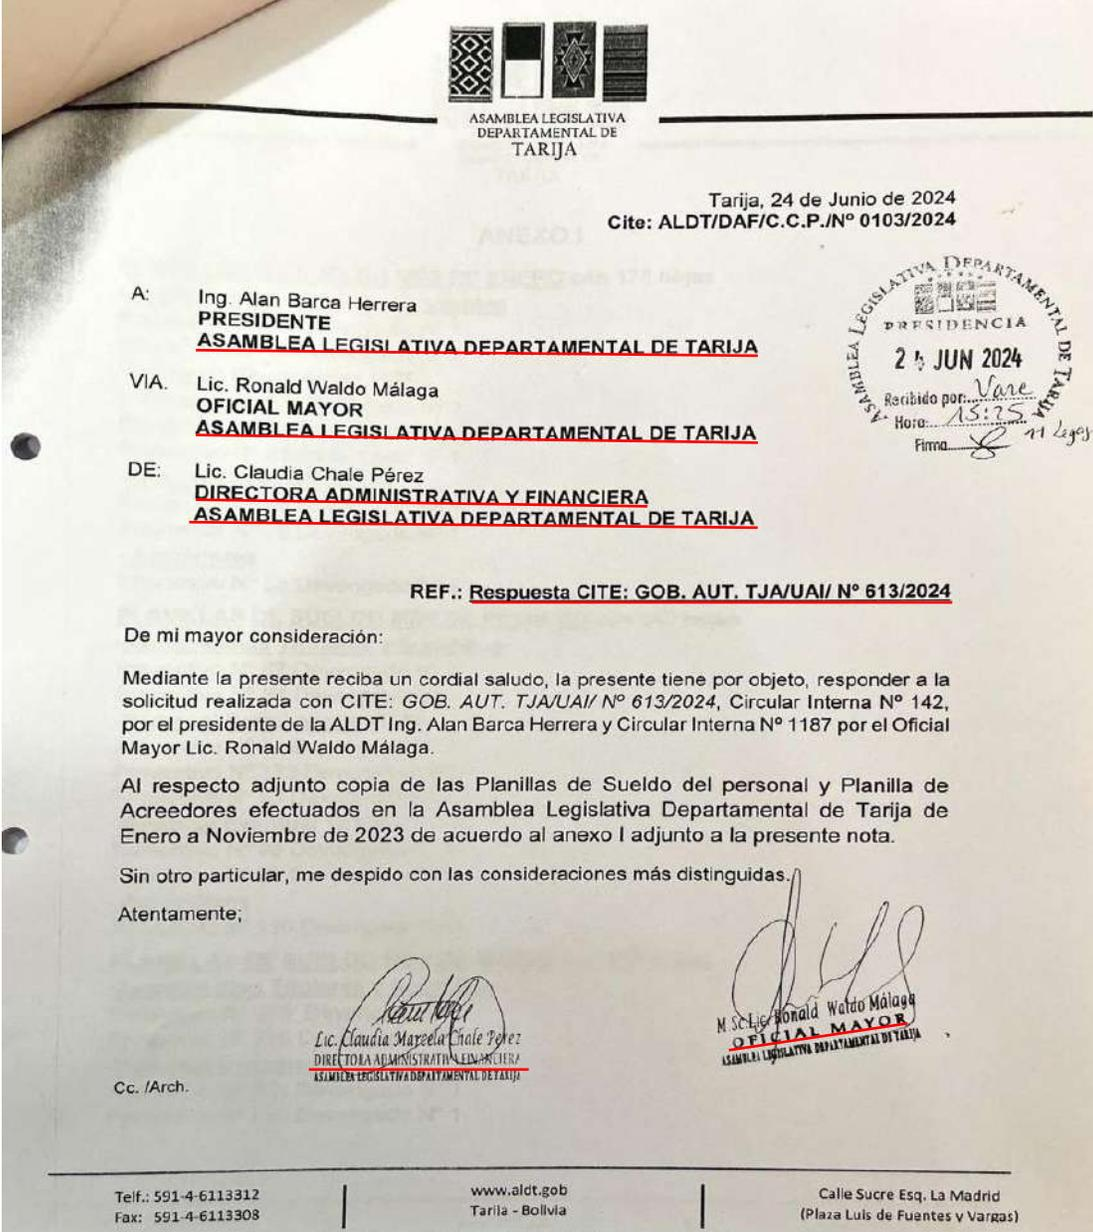 ASAMBLEA LEGISLATIVA
DEPARTAMENTAL DE
TARIJA
Tarija, 24 de Junio de 2024
Cite: ALDT/DAF/C.C.P./Nº 0103/2024
ASAMBLEA LEGISLATIVA DEPARTAMENTAL DE TARIJA
PRESIDENCIA
24 JUN 2024
Recibido por:
Hora: 15:25
Firma
A: Ing. Alan Barca Herrera
PRESIDENTE
ASAMBLEA LEGISLATIVA DEPARTAMENTAL DE TARIJA
VIA. Lic. Ronald Waldo Málaga
OFICIAL MAYOR
ASAMBLEA LEGISLATIVA DEPARTAMENTAL DE TARIJA
DE: Lic. Claudia Chale Pérez
DIRECTORA ADMINISTRATIVA Y FINANCIERA
ASAMBLEA LEGISLATIVA DEPARTAMENTAL DE TARIJA
REF.: Respuesta CITE: GOB. AUT. TJA/UAI/ Nº 613/2024
De mi mayor consideración:
Mediante la presente reciba un cordial saludo, la presente tiene por objeto, responder a la
solicitud realizada con CITE: GOB. AUT. TJA/UAI/ Nº 613/2024, Circular Interna Nº 142,
por el presidente de la ALDT Ing. Alan Barca Herrera y Circular Interna Nº 1187 por el Oficial
Mayor Lic. Ronald Waldo Málaga.
Al respecto adjunto copia de las Planillas de Sueldo del personal y Planilla de
Acreedores efectuados en la Asamblea Legislativa Departamental de Tarija de
Enero a Noviembre de 2023 de acuerdo al anexo I adjunto a la presente nota.
Sin otro particular, me despido con las consideraciones más distinguidas.
Atentamente;
Lic. Claudia Marcela Chale Pérez
DIRECTORA ADMINISTRATIVA FINANCIERA
ASAMBLEA LEGISLATIVA DEPARTAMENTAL DE TARIJA
M.Sc.Lic. Ronald Waldo Málaga
OFICIAL MAYOR
ASAMBLEA LEGISLATIVA DEPARTAMENTAL DE TARIJA
Cc. /Arch.
Telf.: 591-4-6113312
Fax: 591-4-6113308
www.aldt.gob
Tarija - Bolivia
Calle Sucre Esq. La Madrid
(Plaza Luis de Fuentes y Vargas)